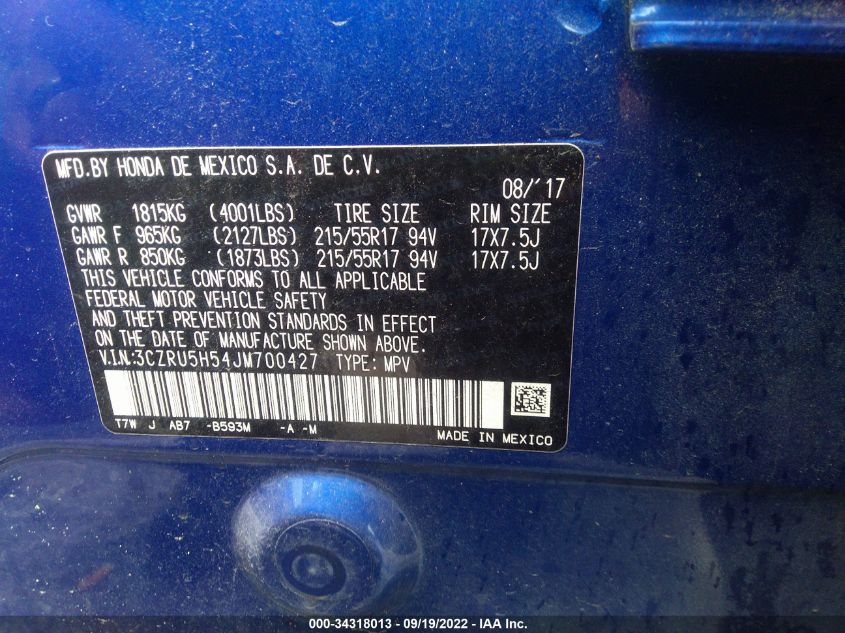 MFD.BY HONDA DE MEXICO S.A. DE C.V.
08/'17
GVWR 1815KG (4001LBS) TIRE SIZE RIM SIZE
GAWR F 965KG (2127LBS) 215/55R17 94V 17X7.5J
GAWR R 850KG (1873LBS) 215/55R17 94V 17X7.5J
THIS VEHICLE CONFORMS TO ALL APPLICABLE
FEDERAL MOTOR VEHICLE SAFETY
AND THEFT PREVENTION STANDARDS IN EFFECT
ON THE DATE OF MANUFACTURE SHOWN ABOVE.
V.I.N:3CZRU5H54JM700427 TYPE: MPV
T7W J AB7 -B593M -A -M
MADE IN MEXICO
000-34318013 - 09/19/2022 - IAA Inc.